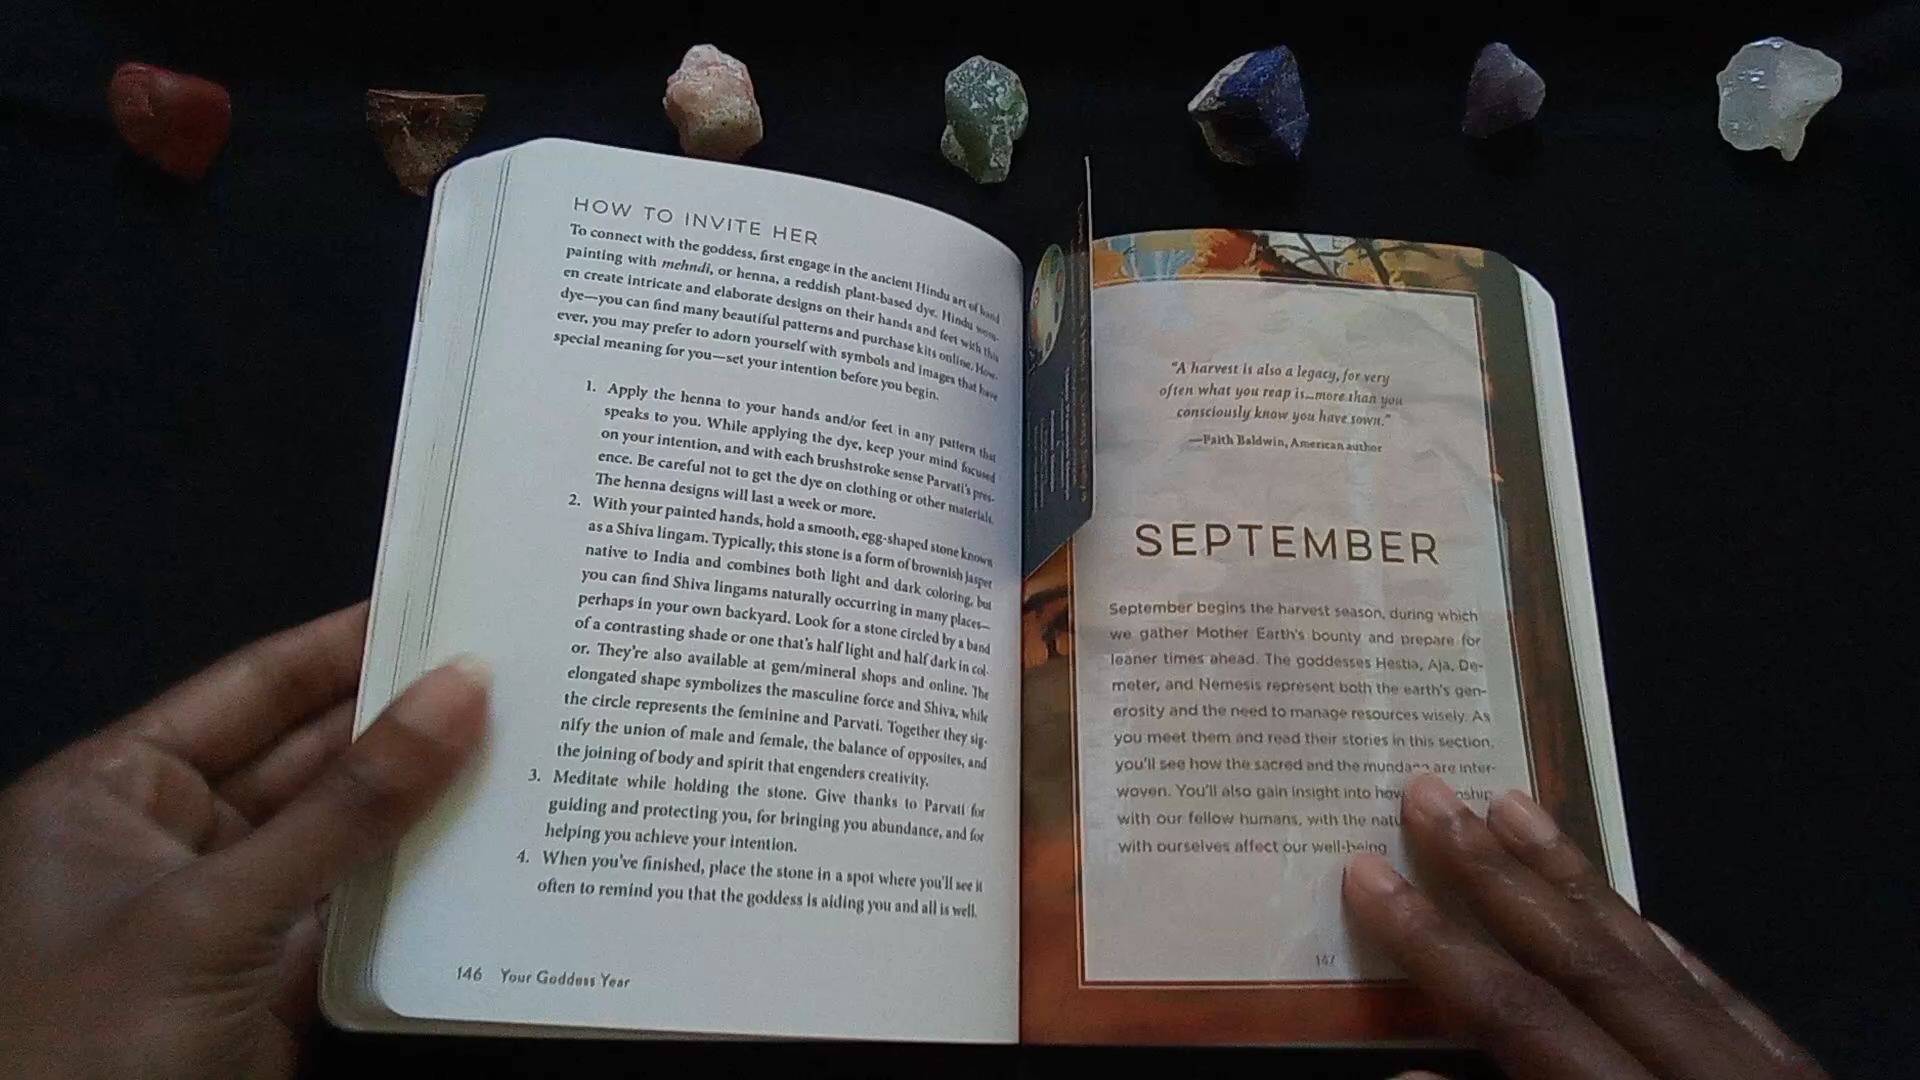 HOW TO INVITE HER
To connect with the goddess, first engage in the ancient Hindu art of hand
painting with mehndi, or henna, a reddish plant-based dye. Hindu wom-
en create intricate and elaborate designs on their hands and feet with this
dye—you can find many beautiful patterns and purchase kits online. How-
ever, you may prefer to adorn yourself with symbols and images that have
special meaning for you—set your intention before you begin.
1. Apply the henna to your hands and/or feet in any pattern that
speaks to you. While applying the dye, keep your mind focused
on your intention, and with each brushstroke sense Parvati's pres-
ence. Be careful not to get the dye on clothing or other materials.
The henna designs will last a week or more.
2. With your painted hands, hold a smooth, egg-shaped stone known
as a Shiva lingam. Typically, this stone is a form of brownish jasper
native to India and combines both light and dark coloring, but
you can find Shiva lingams naturally occurring in many places—
perhaps in your own backyard. Look for a stone circled by a band
of a contrasting shade or one that's half light and half dark in col-
or. They're also available at gem/mineral shops and online. The
elongated shape symbolizes the masculine force and Shiva, while
the circle represents the feminine and Parvati. Together they sig-
nify the union of male and female, the balance of opposites, and
the joining of body and spirit that engenders creativity.
3. Meditate while holding the stone. Give thanks to Parvati for
guiding and protecting you, for bringing you abundance, and for
helping you achieve your intention.
4. When you've finished, place the stone in a spot where you'll see it
often to remind you that the goddess is aiding you and all is well.
146 Your Goddess Year
"A harvest is also a legacy, for very
often what you reap is...more than you
consciously know you have sown."
—Faith Baldwin, American author
SEPTEMBER
September begins the harvest season, during which
we gather Mother Earth's bounty and prepare for
leaner times ahead. The goddesses Hestia, Aja, De-
meter, and Nemesis represent both the earth's gen-
erosity and the need to manage resources wisely. As
you meet them and read their stories in this section,
you'll see how the sacred and the mundane are inter-
woven. You'll also gain insight into how
with our fellow humans, with the
with ourselves affect our well-being
147